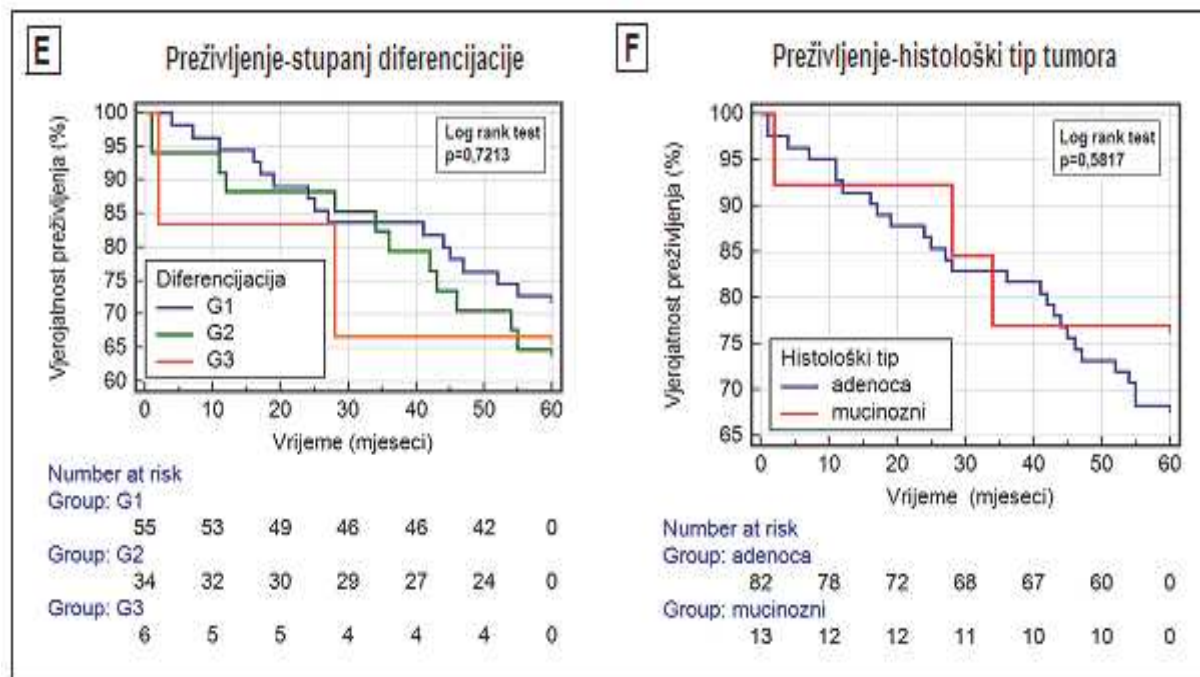 E
Preživljenje-stupanj diferencijacije
Vjerojatnost preživljenja (%)
100
95
90
85
80
75
70
65
60
Log rank test
p=0,7213
Diferencijacija
G1
G2
G3
0 10 20 30 40 50 60
Vrijeme (mjeseci)
Number at risk
Group: G1
55 53 49 46 46 42 0
Group: G2
34 32 30 29 27 24 0
Group: G3
6 5 5 4 4 4 0
F
Preživljenje-histološki tip tumora
Vjerojatnost preživljenja (%)
100
95
90
85
80
75
70
65
Log rank test
p=0,5817
Histološki tip
adenoca
mucinozni
0 10 20 30 40 50 60
Vrijeme (mjeseci)
Number at risk
Group: adenoca
82 78 72 68 67 60 0
Group: mucinozni
13 12 12 11 10 10 0